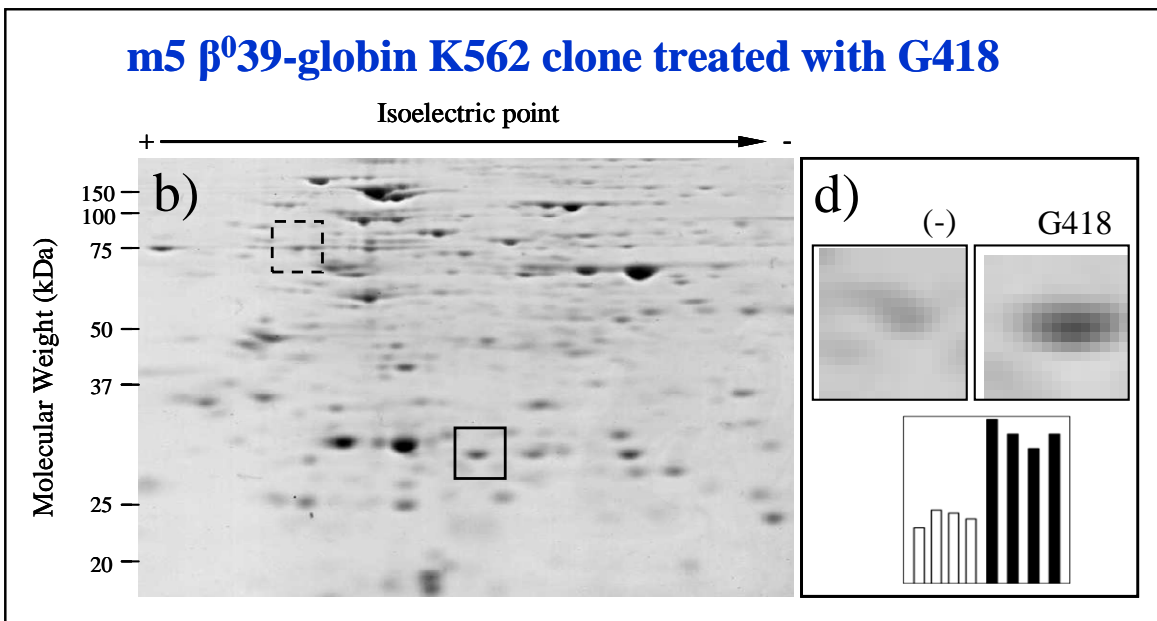 m5 β⁰39-globin K562 clone treated with G418
Isoelectric point
+ -
b)
Molecular Weight (kDa)
150
100
75
50
37
25
20
d)
(-) G418